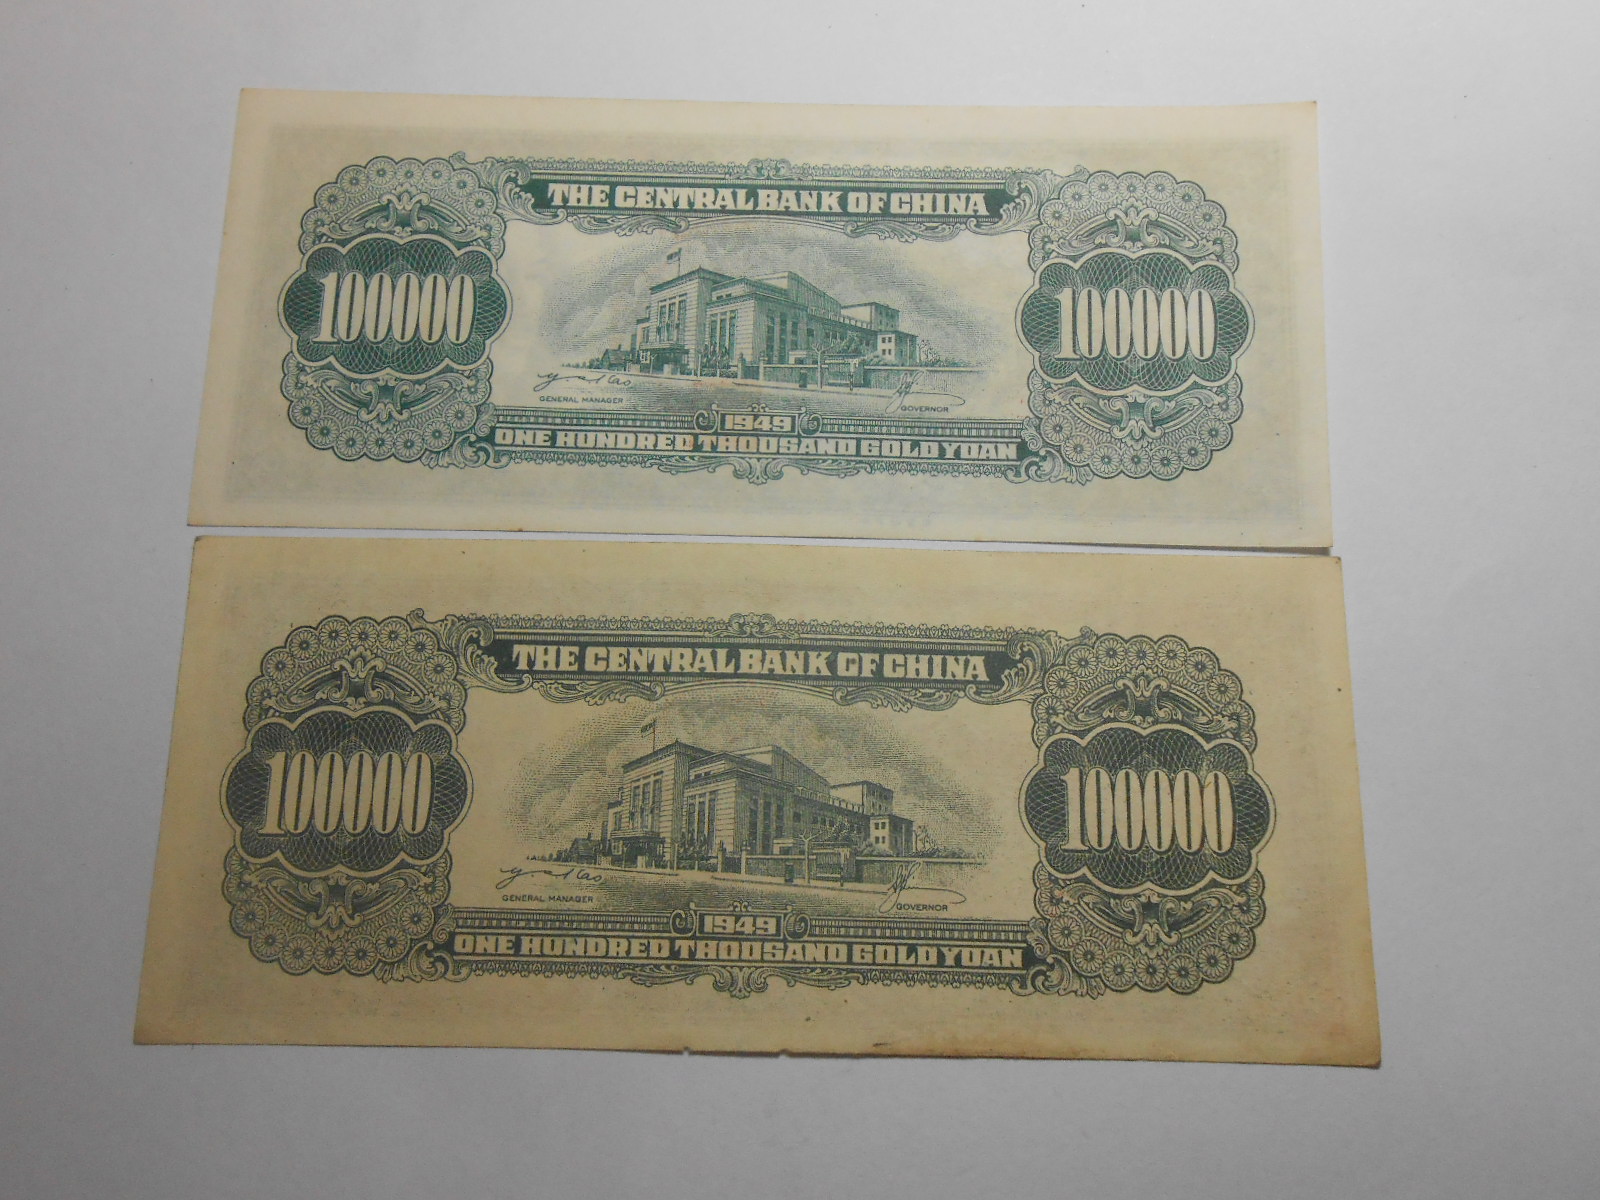 THE CENTRAL BANK OF CHINA
100000 100000
GENERAL MANAGER GOVERNOR
1949
ONE HUNDRED THOUSAND GOLD YUAN
THE CENTRAL BANK OF CHINA
100000 100000
GENERAL MANAGER GOVERNOR
1949
ONE HUNDRED THOUSAND GOLD YUAN